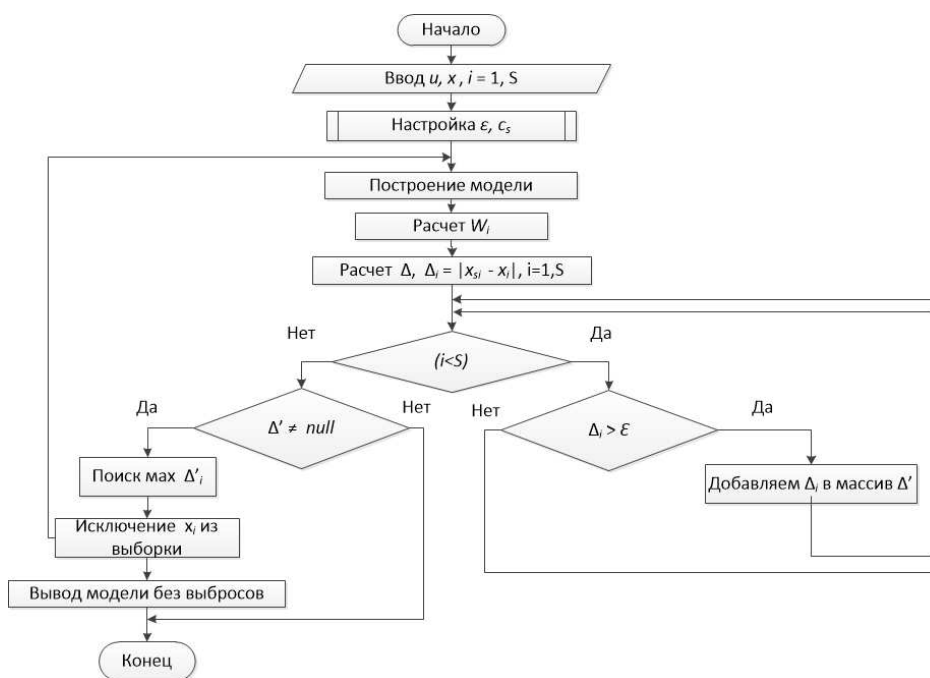 Начало
Ввод u, x , i = 1, S
Настройка ε, cₛ
Построение модели
Расчет Wᵢ
Расчет Δ, Δᵢ = |xₛᵢ - xᵢ|, i=1,S
Нет
Да
(i<S)
Да
Δ' ≠ null
Нет
Нет
Δᵢ > Ɛ
Да
Поиск мах Δ'ᵢ
Добавляем Δᵢ в массив Δ'
Исключение xᵢ из
выборки
Вывод модели без выбросов
Конец